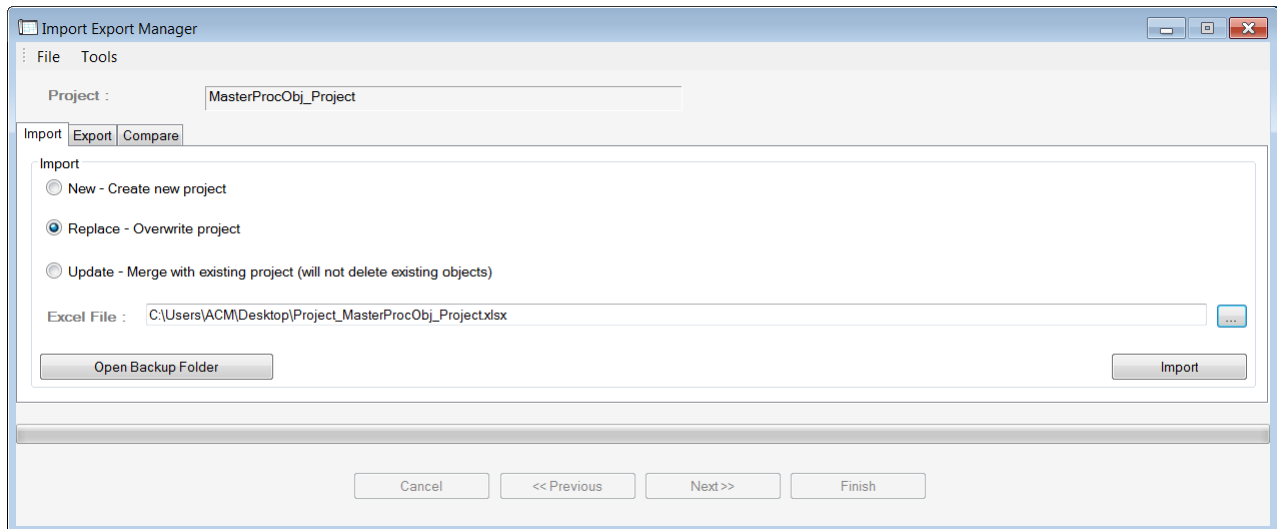 Import Export Manager
File Tools
Project : MasterProcObj_Project
Import Export Compare
Import
New - Create new project
Replace - Overwrite project
Update - Merge with existing project (will not delete existing objects)
Excel File : C:\Users\ACM\Desktop\Project_MasterProcObj_Project.xlsx ...
Open Backup Folder Import
Cancel << Previous Next >> Finish